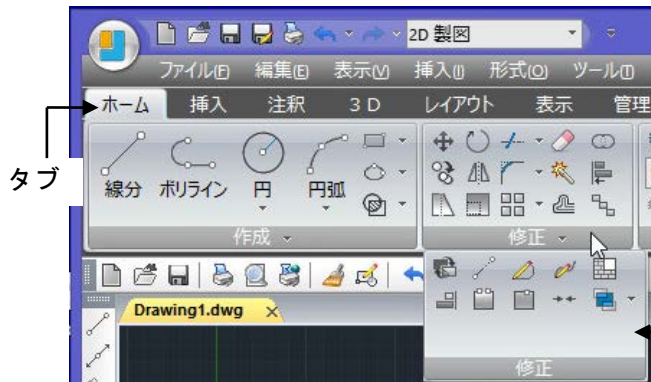 2D 製図
ファイル(F) 編集(E) 表示(V) 挿入(I) 形式(O) ツール(T)
ホーム 挿入 注釈 3D レイアウト 表示 管理
タブ
線分 ポリライン 円 円弧
作成 修正
Drawing1.dwg
修正